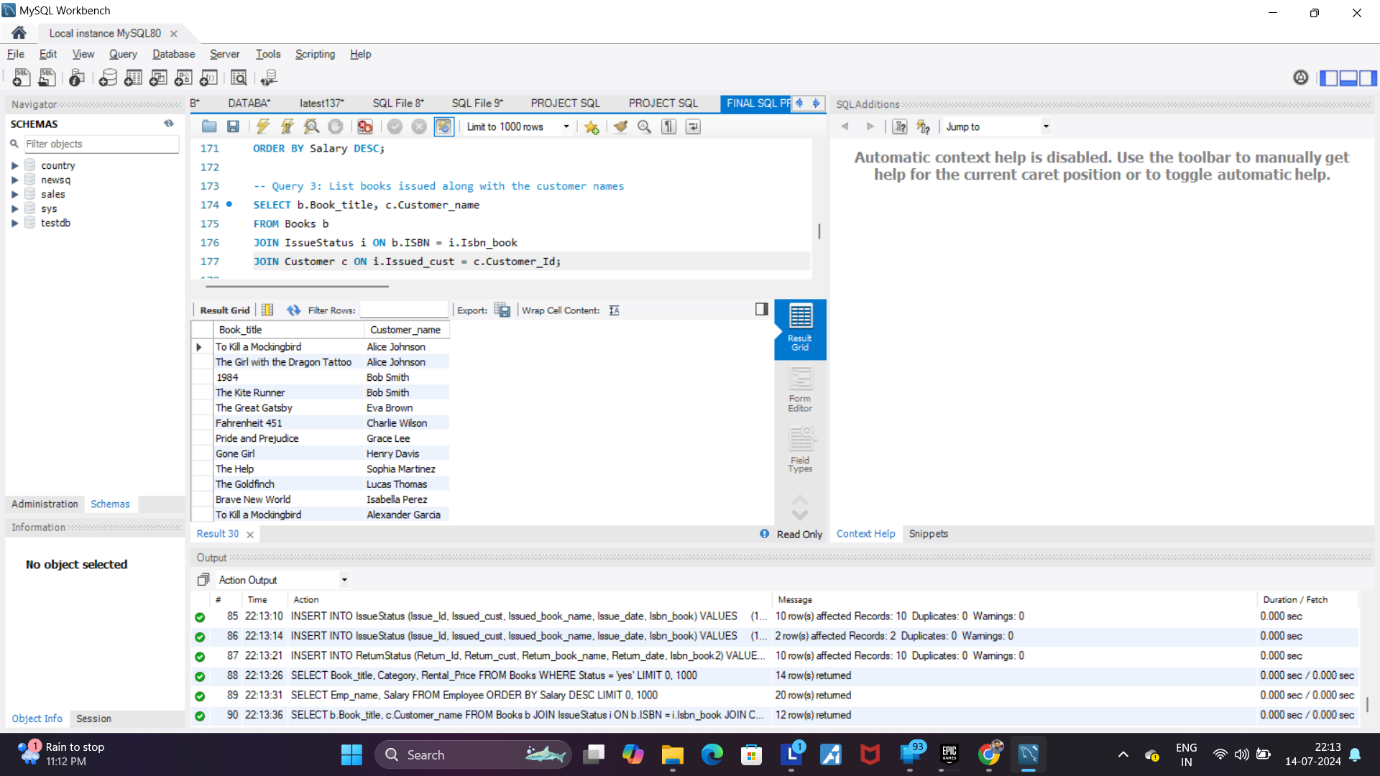 MySQL Workbench
Local instance MySQL80
File Edit View Query Database Server Tools Scripting Help
Navigator
SCHEMAS
Filter objects
country
newsq
sales
sys
testdb
Administration Schemas
Information
No object selected
Object Info Session
B* DATABA* latest137* SQL File 8* SQL File 9* PROJECT SQL PROJECT SQL FINAL SQL PR
Limit to 1000 rows
171 ORDER BY Salary DESC;
172
173 -- Query 3: List books issued along with the customer names
174 SELECT b.Book_title, c.Customer_name
175 FROM Books b
176 JOIN IssueStatus i ON b.ISBN = i.Isbn_book
177 JOIN Customer c ON i.Issued_cust = c.Customer_Id;
Result Grid Filter Rows: Export: Wrap Cell Content:
Book_title Customer_name
To Kill a Mockingbird Alice Johnson
The Girl with the Dragon Tattoo Alice Johnson
1984 Bob Smith
The Kite Runner Bob Smith
The Great Gatsby Eva Brown
Fahrenheit 451 Charlie Wilson
Pride and Prejudice Grace Lee
Gone Girl Henry Davis
The Help Sophia Martinez
The Goldfinch Lucas Thomas
Brave New World Isabella Perez
To Kill a Mockingbird Alexander Garcia
Result
Grid
Form
Editor
Field
Types
Result 30 Read Only
SQLAdditions
Jump to
Automatic context help is disabled. Use the toolbar to manually get
help for the current caret position or to toggle automatic help.
Context Help Snippets
Output
Action Output
# Time Action Message Duration / Fetch
85 22:13:10 INSERT INTO IssueStatus (Issue_Id, Issued_cust, Issued_book_name, Issue_date, Isbn_book) VALUES (1... 10 row(s) affected Records: 10 Duplicates: 0 Warnings: 0 0.000 sec
86 22:13:14 INSERT INTO IssueStatus (Issue_Id, Issued_cust, Issued_book_name, Issue_date, Isbn_book) VALUES (1... 2 row(s) affected Records: 2 Duplicates: 0 Warnings: 0 0.000 sec
87 22:13:21 INSERT INTO ReturnStatus (Return_Id, Return_cust, Return_book_name, Return_date, Isbn_book2) VALUE... 10 row(s) affected Records: 10 Duplicates: 0 Warnings: 0 0.000 sec
88 22:13:26 SELECT Book_title, Category, Rental_Price FROM Books WHERE Status = 'yes' LIMIT 0, 1000 14 row(s) returned 0.000 sec / 0.000 sec
89 22:13:31 SELECT Emp_name, Salary FROM Employee ORDER BY Salary DESC LIMIT 0, 1000 20 row(s) returned 0.000 sec / 0.000 sec
90 22:13:36 SELECT b.Book_title, c.Customer_name FROM Books b JOIN IssueStatus i ON b.ISBN = i.Isbn_book JOIN C... 12 row(s) returned 0.000 sec / 0.000 sec
1 Rain to stop
11:12 PM
Search
1
93
EPIC
GAMES
ENG
IN
22:13
14-07-2024